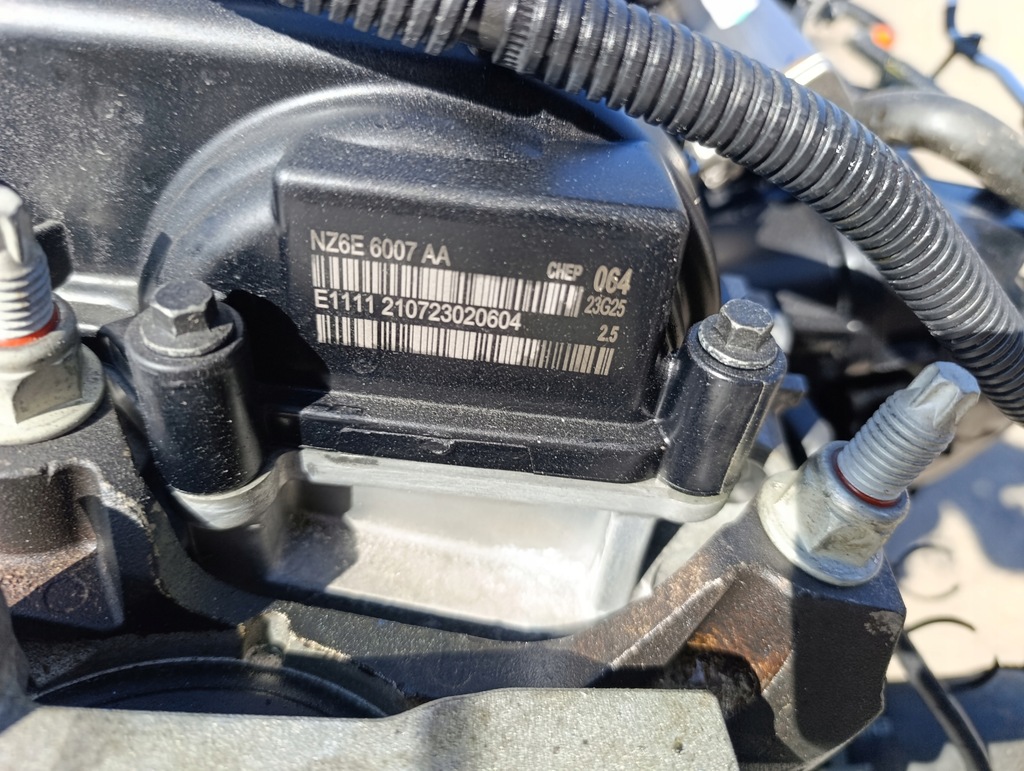 NZ6E 6007 AA
CHEP 064
23G25
E1111 210723020604
2.5